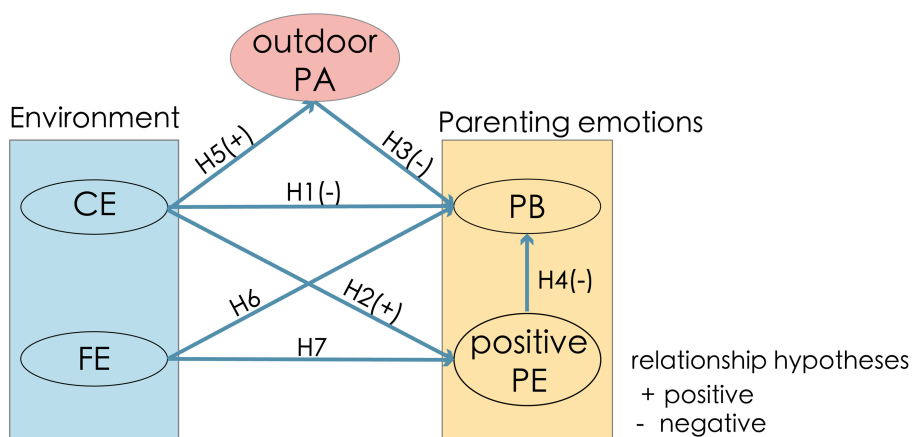 outdoor
PA
Environment
Parenting emotions
H5(+)
H3(-)
CE
H1(-)
PB
H6
H2(+)
H4(-)
FE
H7
positive
PE
relationship hypotheses
+ positive
- negative